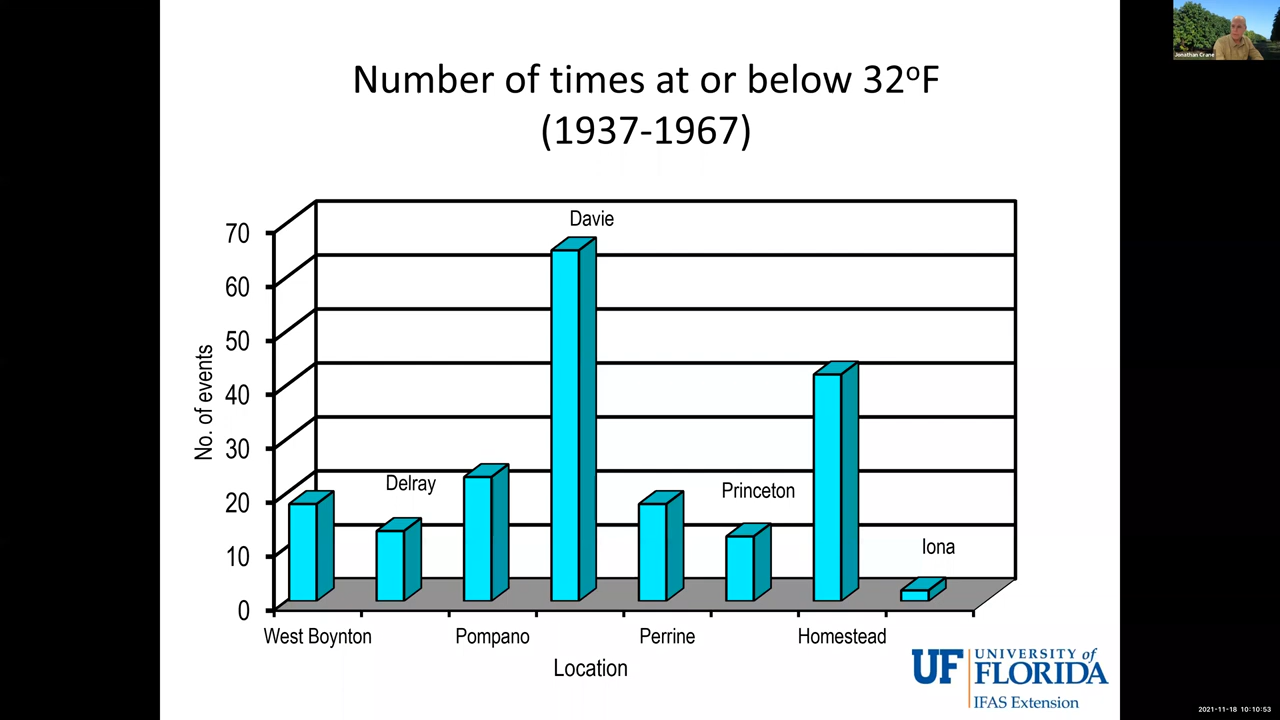 Jonathan Crane
Number of times at or below 32ºF
(1937-1967)
Davie
70
60
50
40
30
20
10
0
No. of events
Delray
Princeton
Iona
West Boynton
Pompano
Perrine
Homestead
Location
UF UNIVERSITY of
FLORIDA
IFAS Extension
2021-11-18 10:10:53